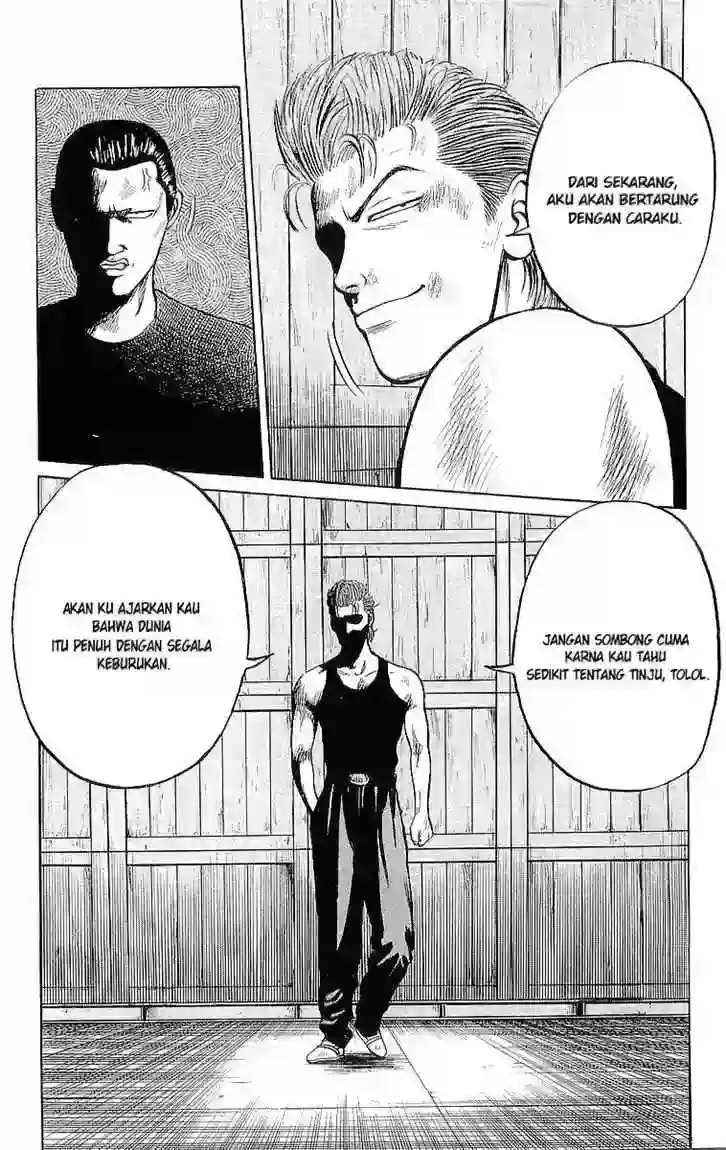 DARI SEKARANG,
AKU AKAN BERTARUNG
DENGAN CARAKU.
JANGAN SOMBONG CUMA
KARNA KAU TAHU
SEDIKIT TENTANG TINJU, TOLOL.
AKAN KU AJARKAN KAU
BAHWA DUNIA
ITU PENUH DENGAN SEGALA
KEBURUKAN.